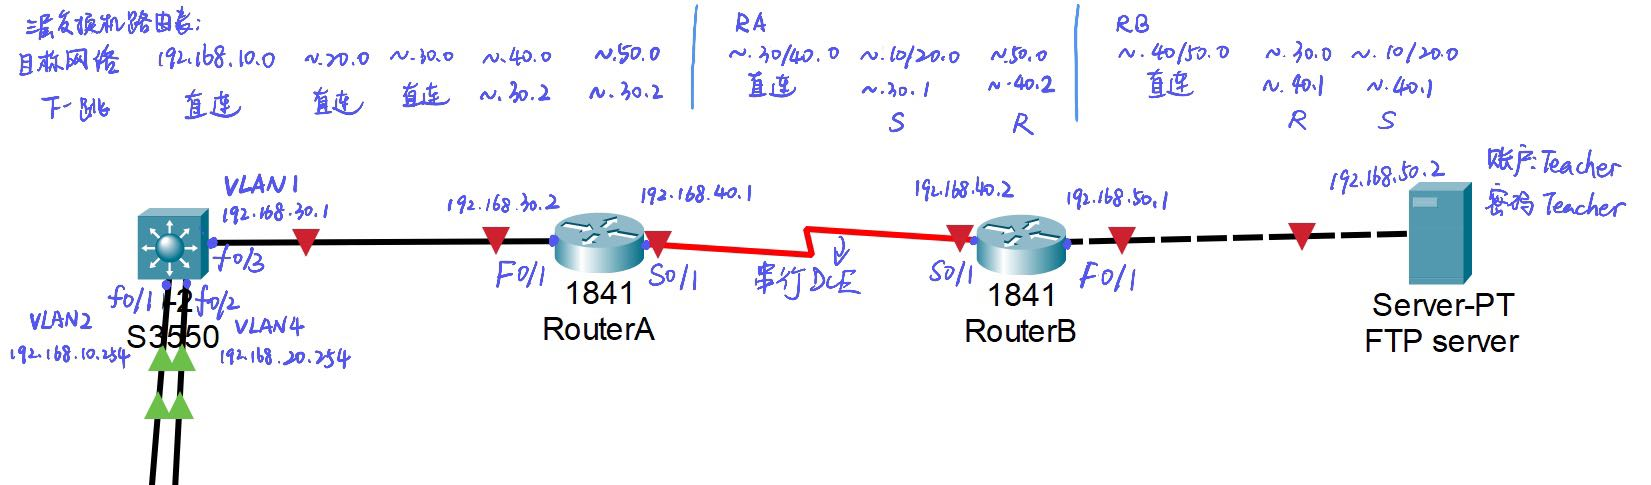 三层交换机路由表:
目标网络 192.168.10.0 ~.20.0 ~.30.0 ~.40.0 ~.50.0
下一跳 直连 直连 直连 ~.30.2 ~.30.2
RA
~.30/40.0 ~.10/20.0 ~.50.0
直连 ~.30.1 ~.40.2
S R
RB
~.40/50.0 ~.30.0 ~.10/20.0
直连 ~.40.1 ~.40.1
R S
账户:Teacher
密码 Teacher
VLAN1
192.168.30.1
192.168.30.2
192.168.40.1
192.168.40.2
192.168.50.1
192.168.50.2
f0/3
F0/1
S0/1
串行DCE
S0/1
F0/1
f0/1
f0/2
VLAN2
192.168.10.254
S3550
VLAN4
192.168.20.254
1841
RouterA
1841
RouterB
Server-PT
FTP server